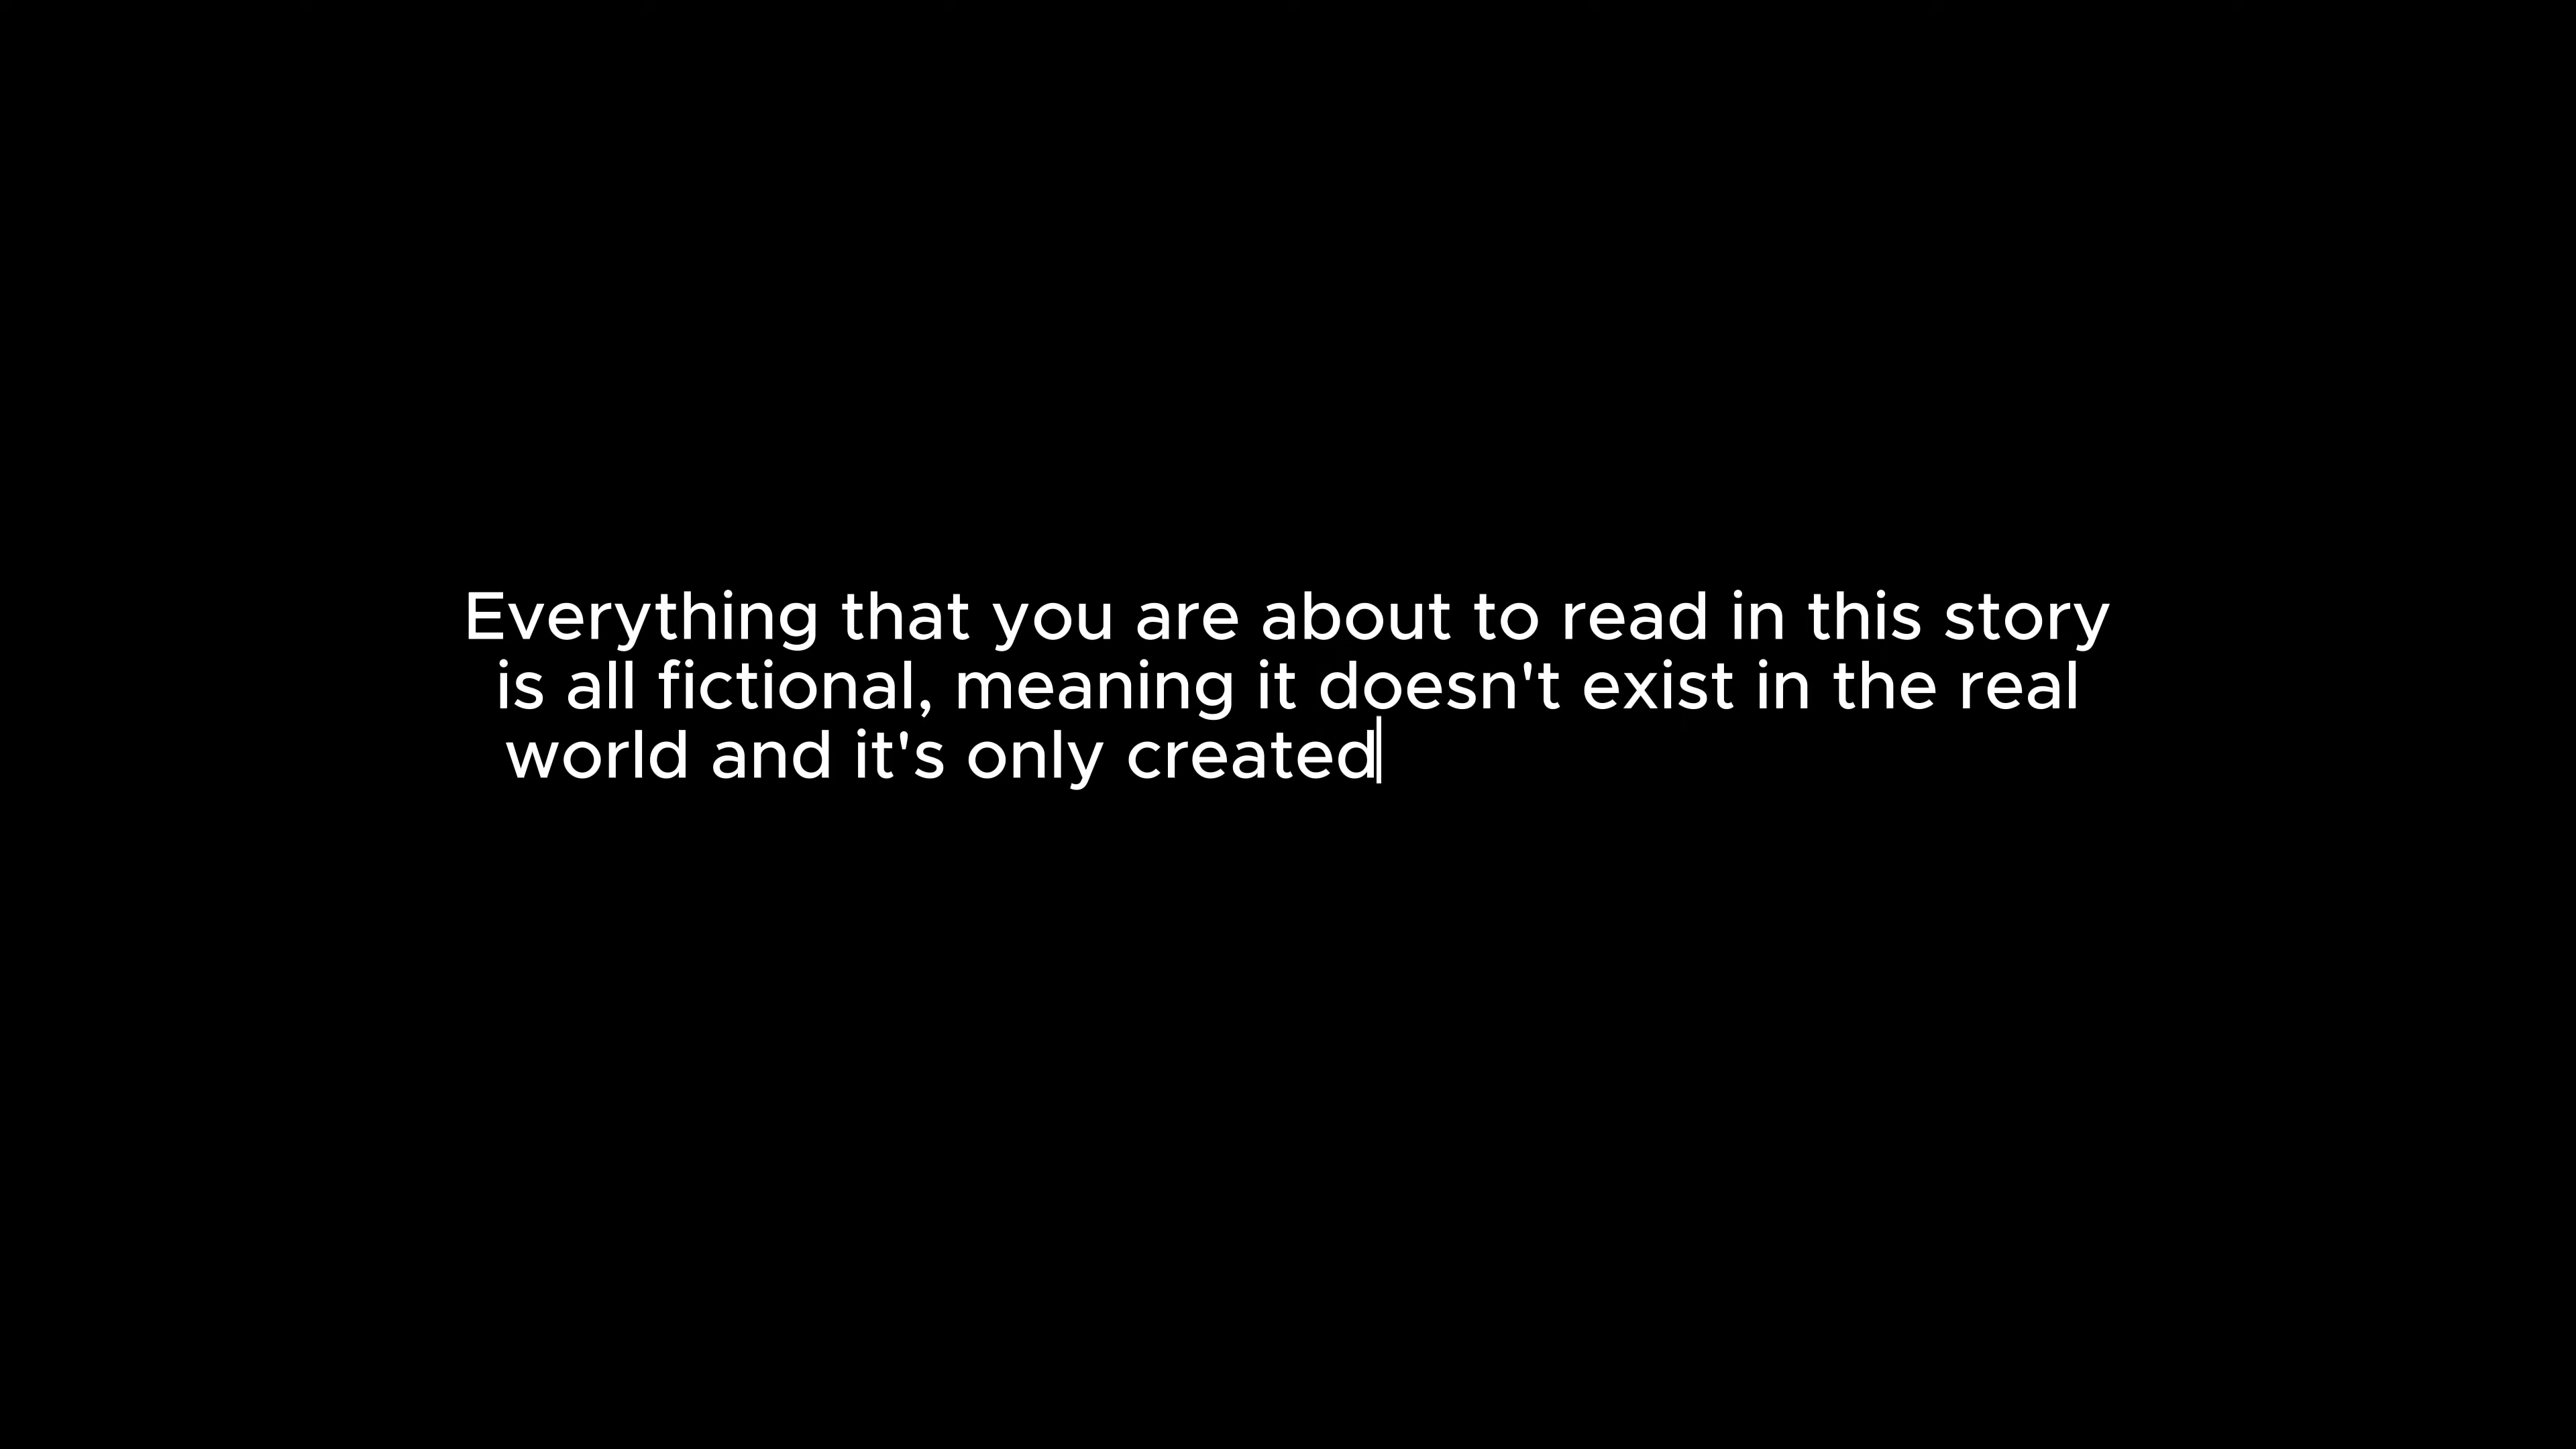 Everything that you are about to read in this story
is all fictional, meaning it doesn't exist in the real
world and it's only created